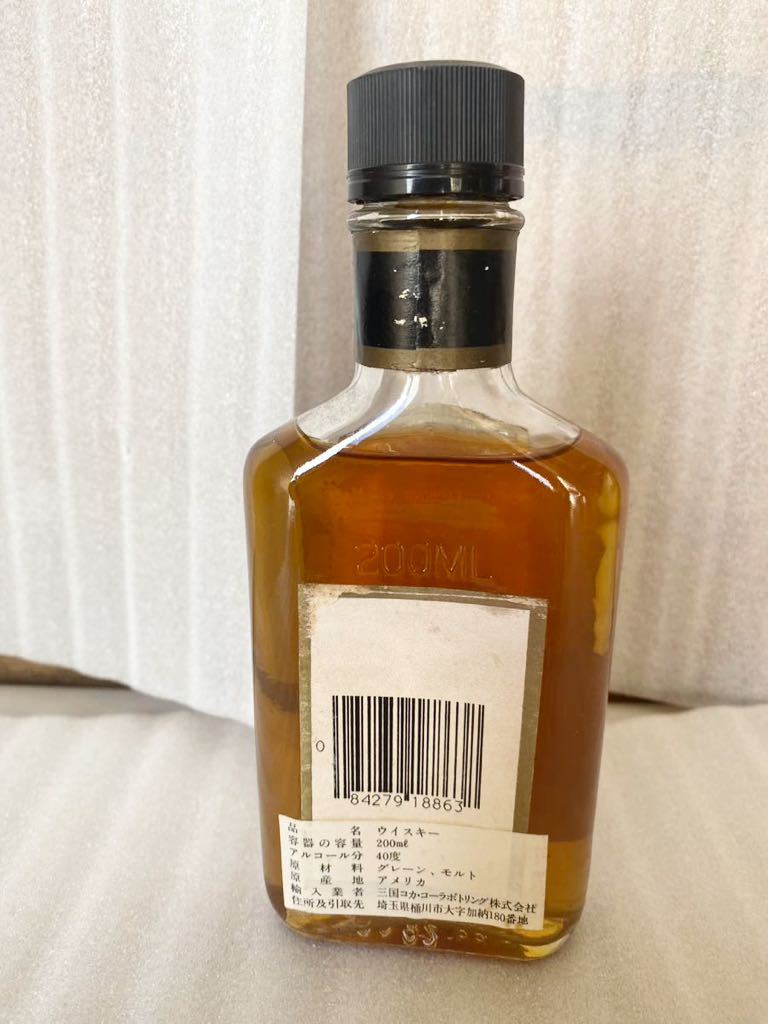 200ML
0
84279 18863
品名 ウイスキー
容器の容量 200mℓ
アルコール分 40度
原材料 グレーン、モルト
原産地 アメリカ
輸入業者 三国コカ・コーラボトリング株式会社
住所及引取先 埼玉県桶川市大字加納180番地